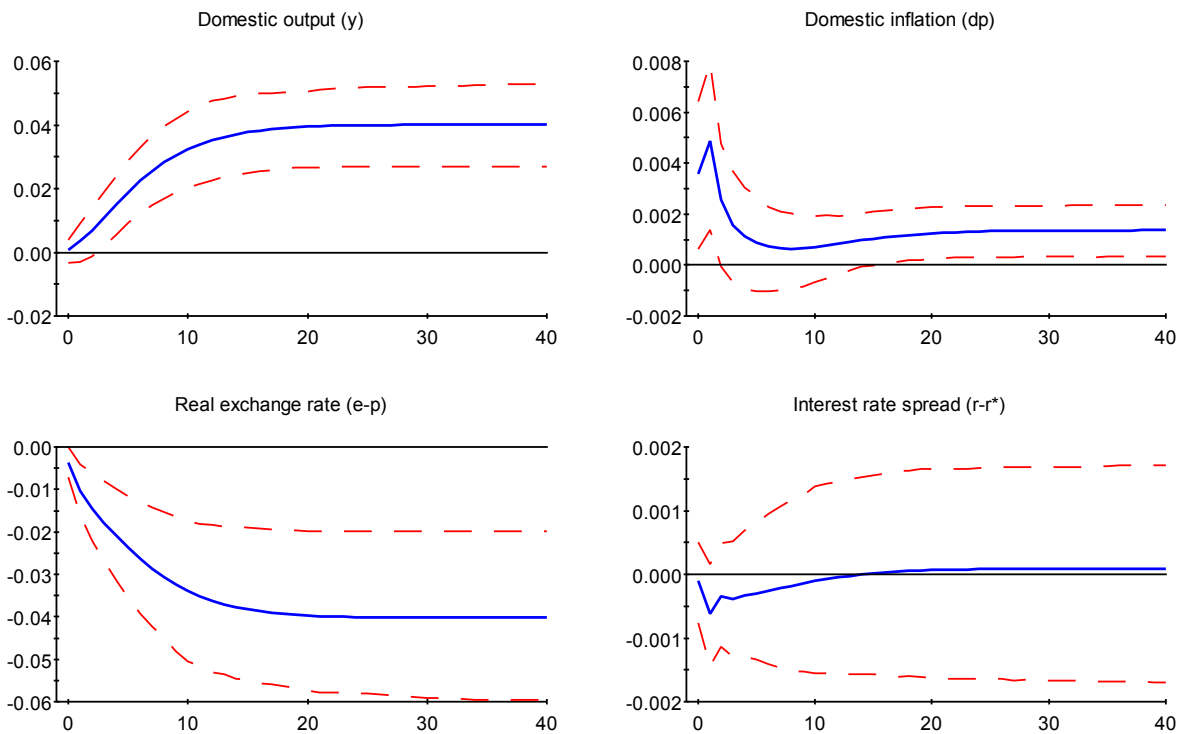 Domestic output (y)
0.06
0.04
0.02
0.00
-0.02
0 10 20 30 40
Domestic inflation (dp)
0.008
0.006
0.004
0.002
0.000
-0.002
0 10 20 30 40
Real exchange rate (e-p)
0.00
-0.01
-0.02
-0.03
-0.04
-0.05
-0.06
0 10 20 30 40
Interest rate spread (r-r*)
0.002
0.001
0.000
-0.001
-0.002
0 10 20 30 40